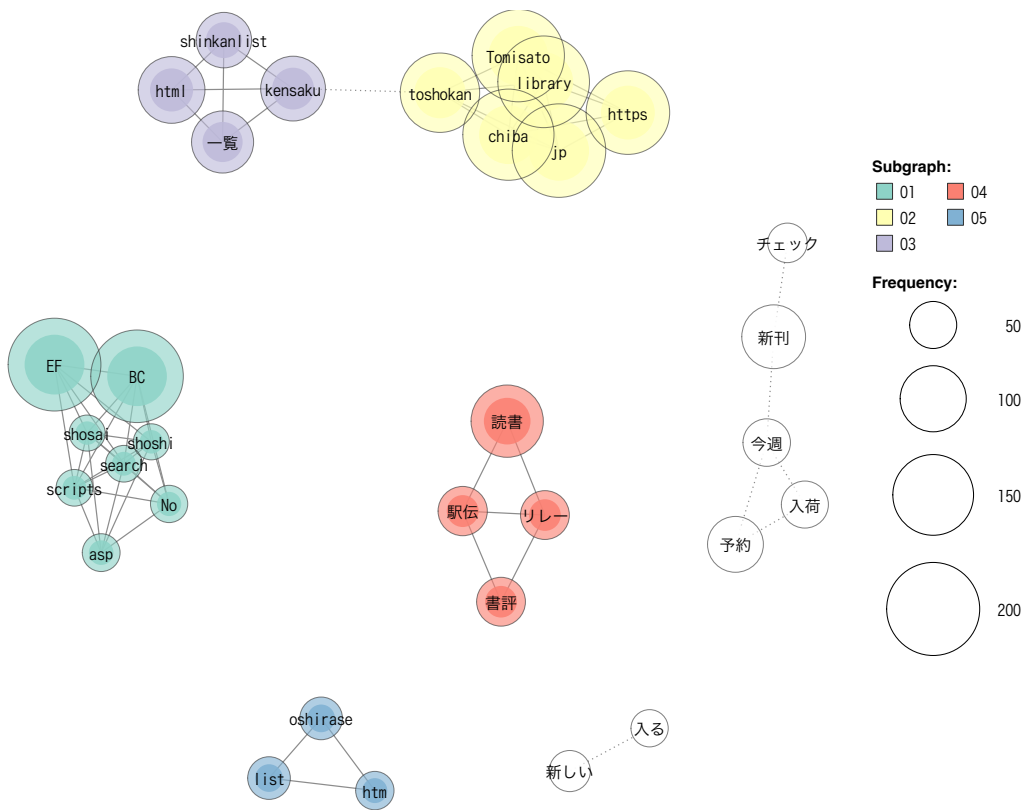 shinkanlist
html
kensaku
一覧
Tomisato
library
toshokan
https
chiba
jp
Subgraph:
01
04
02
05
03
チェック
Frequency:
50
新刊
EF
BC
100
読書
shosai
shoshi
今週
search
scripts
No
150
駅伝
リレー
入荷
予約
asp
書評
200
oshirase
入る
list
新しい
htm